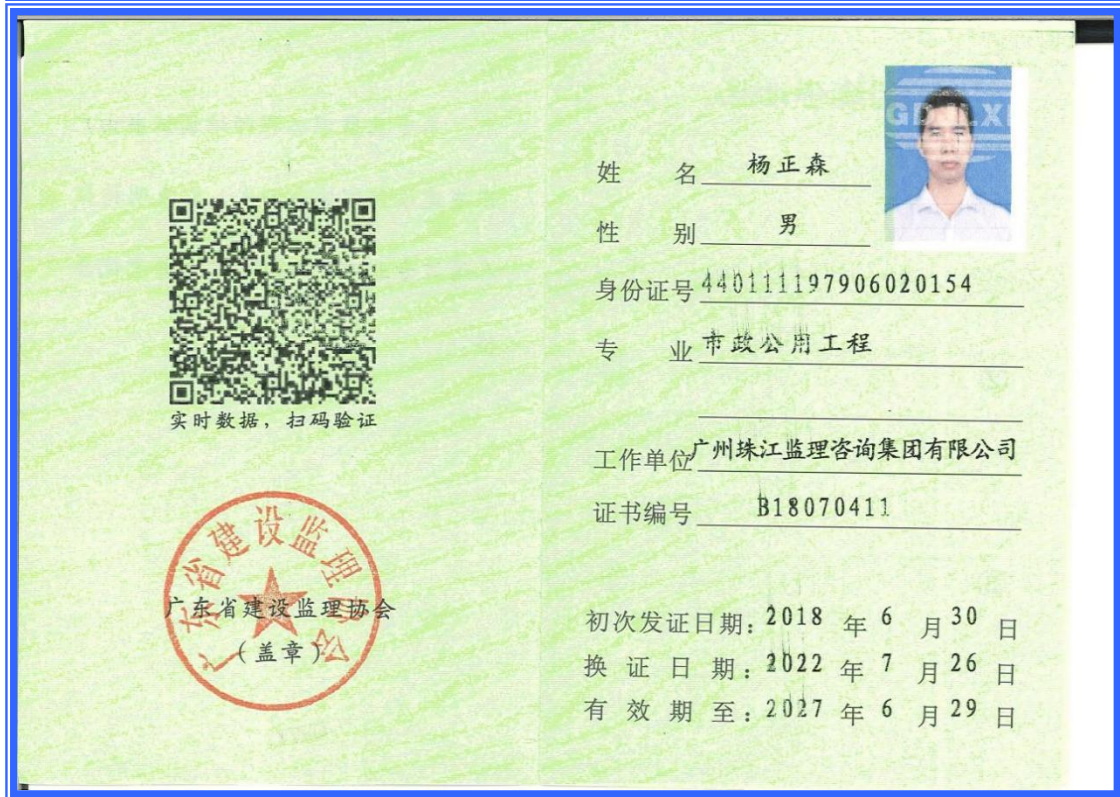 实时数据，扫码验证
广东省建设监理协会
广东省建设监理协会
（盖章）
GDJLXH
姓 名 杨正森
性 别 男
身份证号 440111197906020154
专 业 市政公用工程
工作单位 广州珠江监理咨询集团有限公司
证书编号 B18070411
初次发证日期：2018 年 6 月 30 日
换证日期：2022 年 7 月 26 日
有效期至：2027 年 6 月 29 日